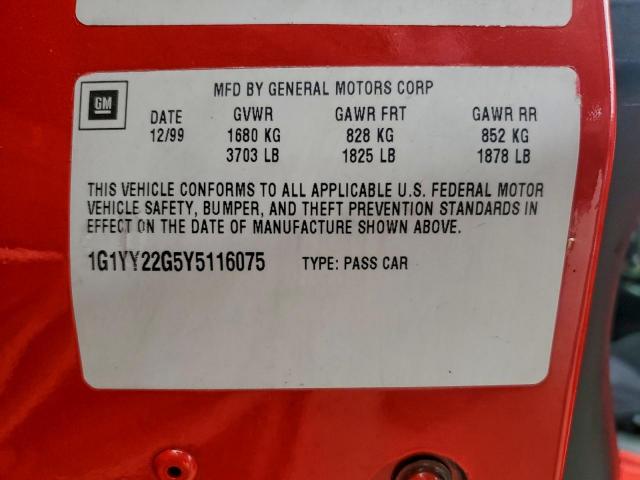 MFD BY GENERAL MOTORS CORP
GM
DATE GVWR GAWR FRT GAWR RR
12/99 1680 KG 828 KG 852 KG
3703 LB 1825 LB 1878 LB
THIS VEHICLE CONFORMS TO ALL APPLICABLE U.S. FEDERAL MOTOR
VEHICLE SAFETY, BUMPER, AND THEFT PREVENTION STANDARDS IN
EFFECT ON THE DATE OF MANUFACTURE SHOWN ABOVE.
1G1YY22G5Y5116075 TYPE: PASS CAR